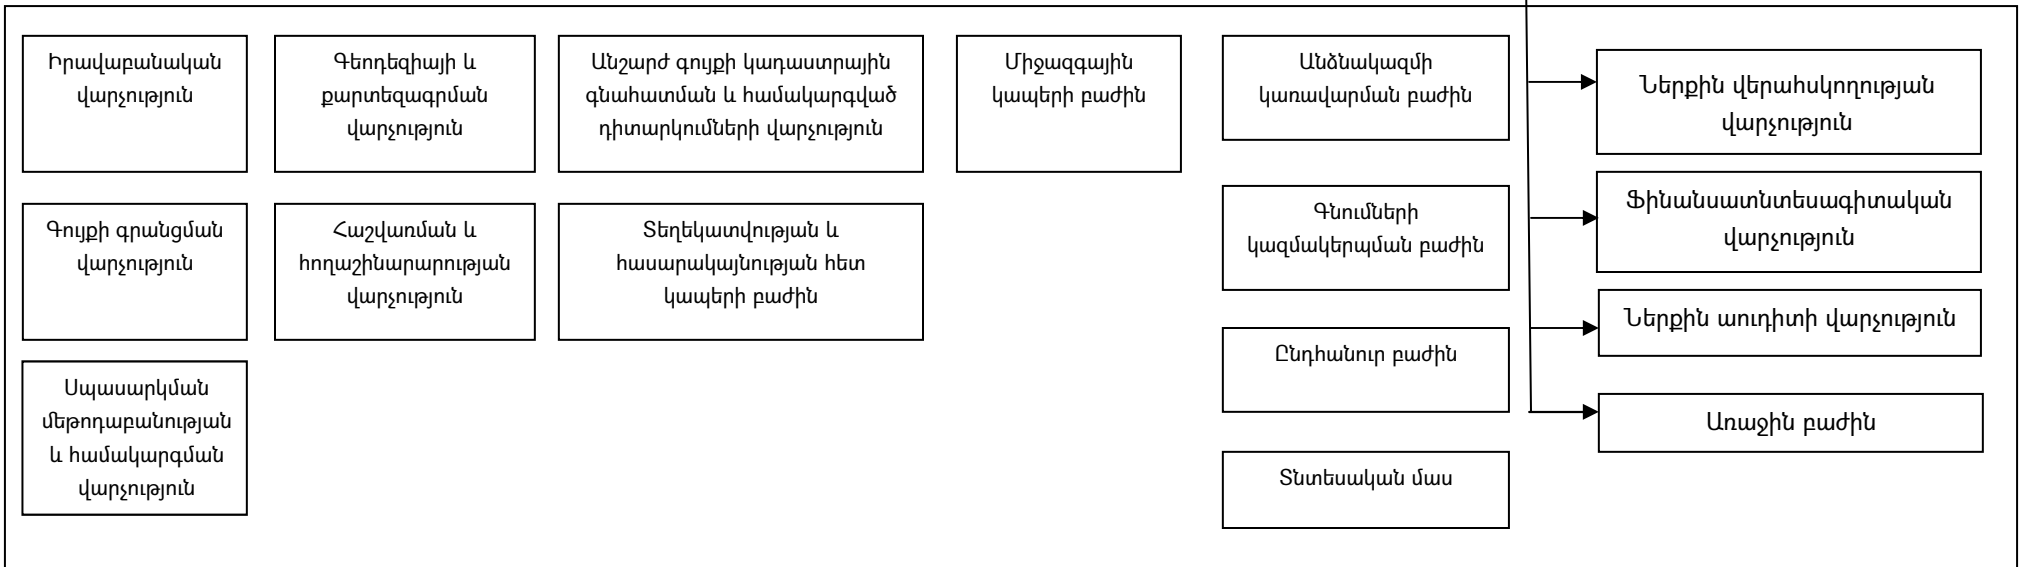 Իրավաբանական
վարչություն
Գեոդեզիայի և
քարտեզագրման
վարչություն
Անշարժ գույքի կադաստրային
գնահատման և համակարգված
դիտարկումների վարչություն
Միջազգային
կապերի բաժին
Անձնակազմի
կառավարման բաժին
Ներքին վերահսկողության
վարչություն
Գույքի գրանցման
վարչություն
Հաշվառման և
հողաշինարարության
վարչություն
Տեղեկատվության և
հասարակայնության հետ
կապերի բաժին
Գնումների
կազմակերպման բաժին
Ֆինանսատնտեսագիտական
վարչություն
Ներքին աուդիտի վարչություն
Սպասարկման
մեթոդաբանության
և համակարգման
վարչություն
Ընդհանուր բաժին
Առաջին բաժին
Տնտեսական մաս